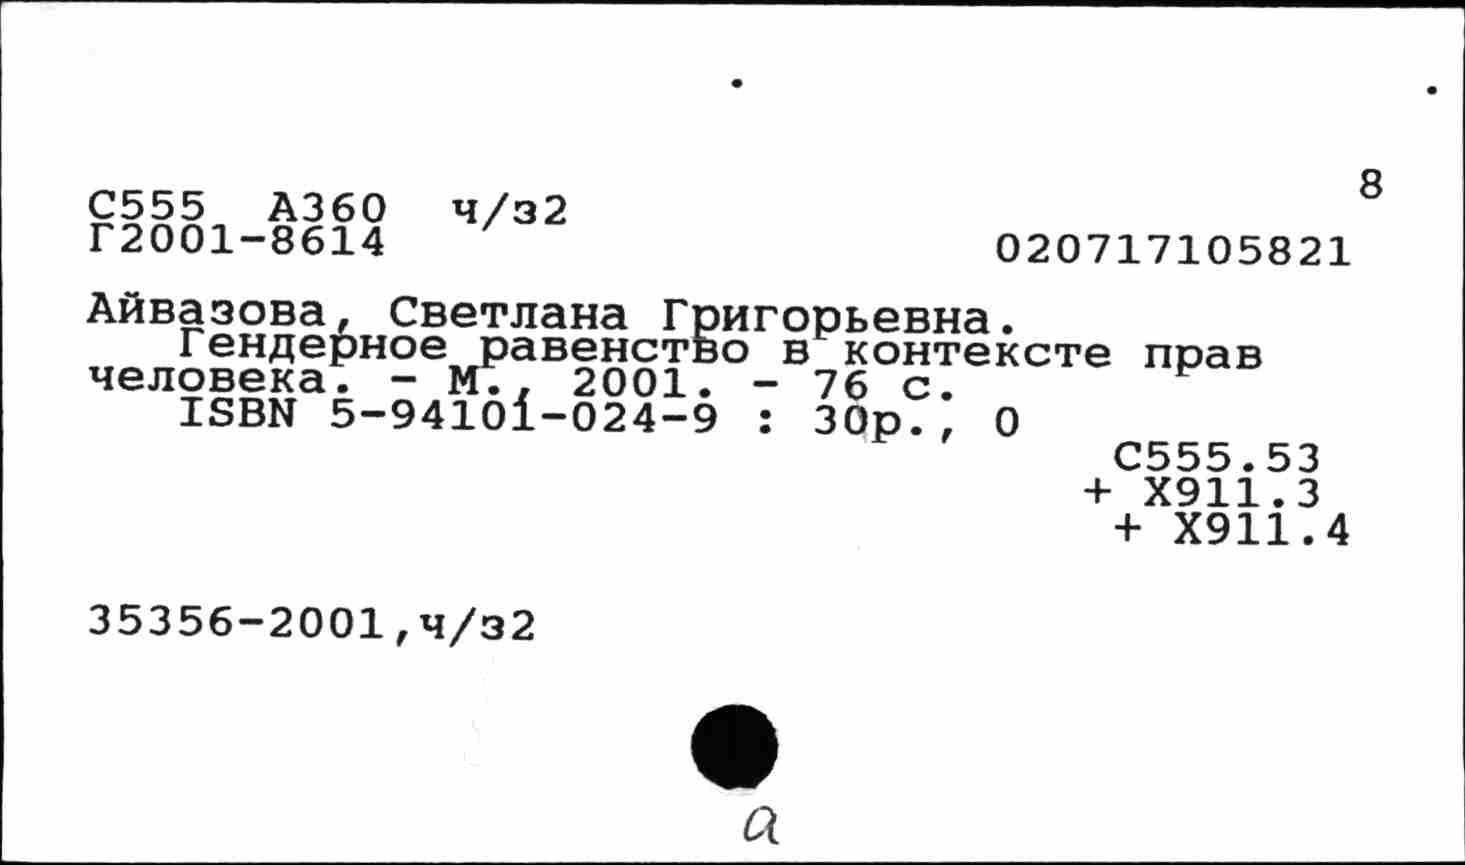 8
С555 А360 ч/з2
Г2001-8614
020717105821
Айвазова, Светлана Григорьевна.
Гендерное равенство в контексте прав
человека. - М., 2001. - 76 с.
ISBN 5-94101-024-9 : 30р., 0
С555.53
+ Х911.3
+ Х911.4
35356-2001,ч/з2
а